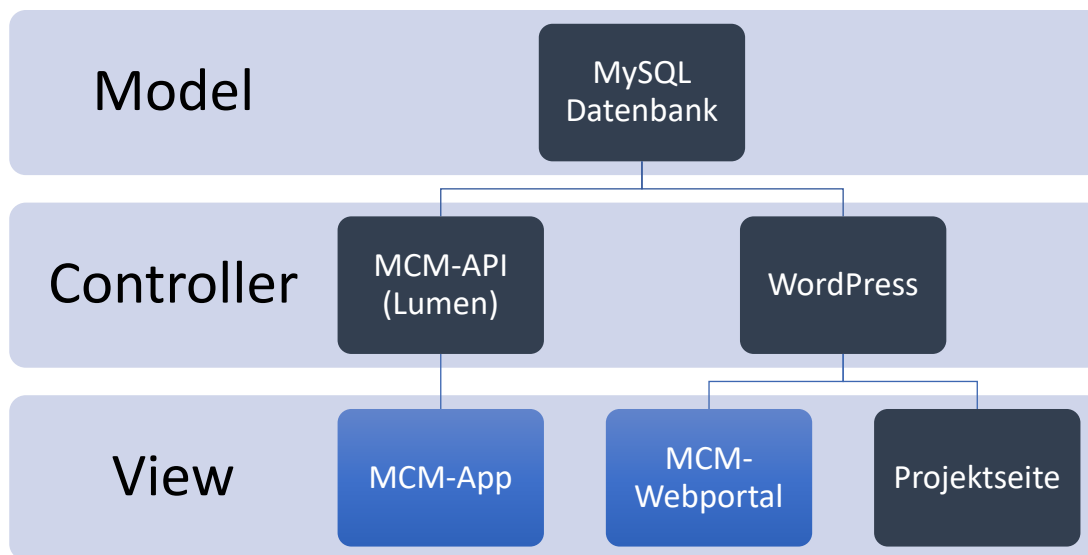 Model
MySQL
Datenbank
Controller
MCM-API
(Lumen)
WordPress
View
MCM-App
MCM-
Webportal
Projektseite